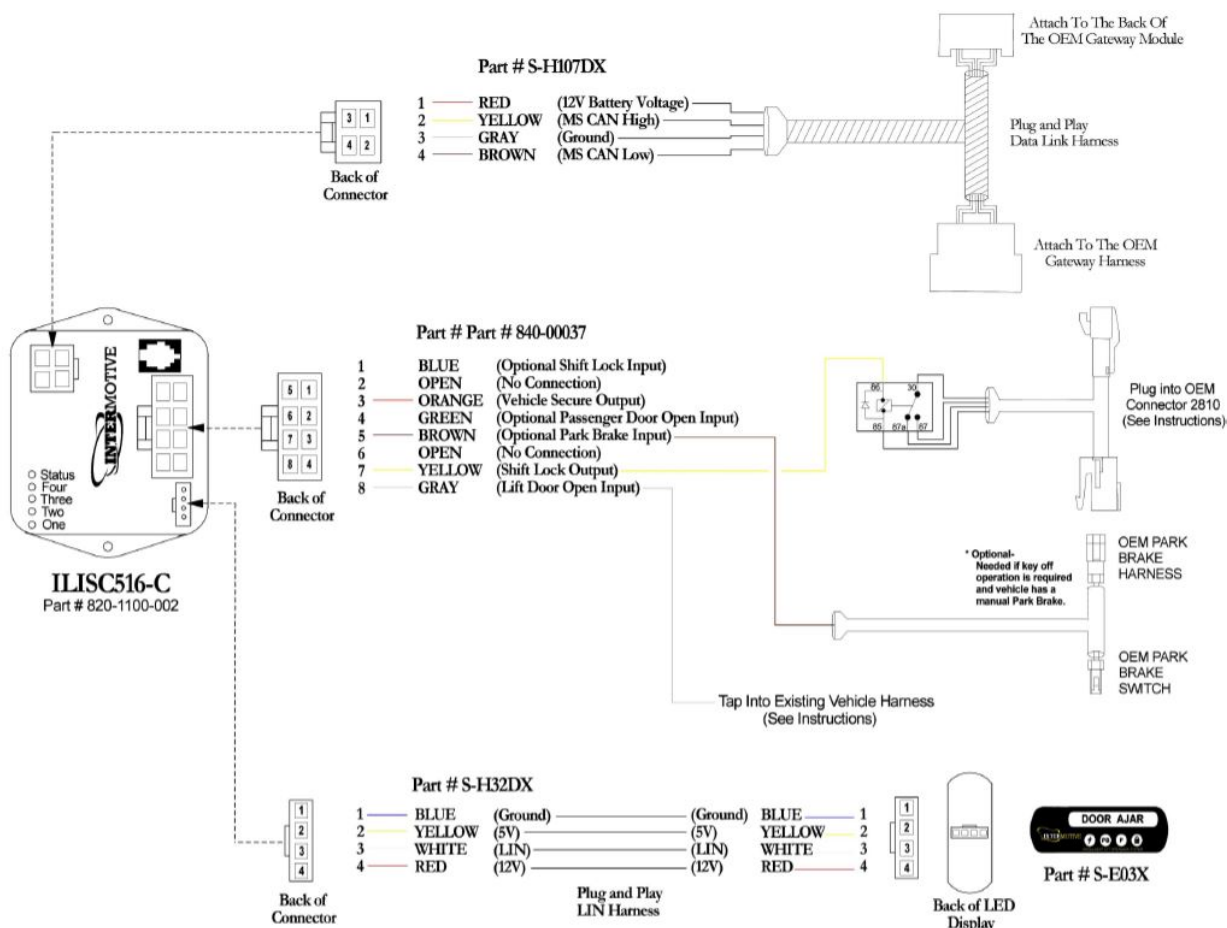 Attach To The Back Of
The OEM Gateway Module
Part # S-H107DX
1 RED (12V Battery Voltage)
2 YELLOW (MS CAN High)
3 GRAY (Ground)
4 BROWN (MS CAN Low)
3 1
4 2
Back of
Connector
Plug and Play
Data Link Harness
Attach To The OEM
Gateway Harness
INTERMOTIVE
Status
Four
Three
Two
One
ILISC516-C
Part # 820-1100-002
Part # Part # 840-00037
1 BLUE (Optional Shift Lock Input)
2 OPEN (No Connection)
3 ORANGE (Vehicle Secure Output)
4 GREEN (Optional Passenger Door Open Input)
5 BROWN (Optional Park Brake Input)
6 OPEN (No Connection)
7 YELLOW (Shift Lock Output)
8 GRAY (Lift Door Open Input)
5 1
6 2
7 3
8 4
Back of
Connector
86 30
85 87a 87
Plug into OEM
Connector 2810
(See Instructions)
* Optional-
Needed if key off
operation is required
and vehicle has a
manual Park Brake.
OEM PARK
BRAKE
HARNESS
OEM PARK
BRAKE
SWITCH
Tap Into Existing Vehicle Harness
(See Instructions)
Part # S-H32DX
1
2
3
4
Back of
Connector
1 BLUE (Ground) (Ground) BLUE 1
2 YELLOW (5V) (5V) YELLOW 2
3 WHITE (LIN) (LIN) WHITE 3
4 RED (12V) (12V) RED 4
Plug and Play
LIN Harness
1
2
3
4
Back of LED
Display
DOOR AJAR
INTERMOTIVE
Part # S-E03X